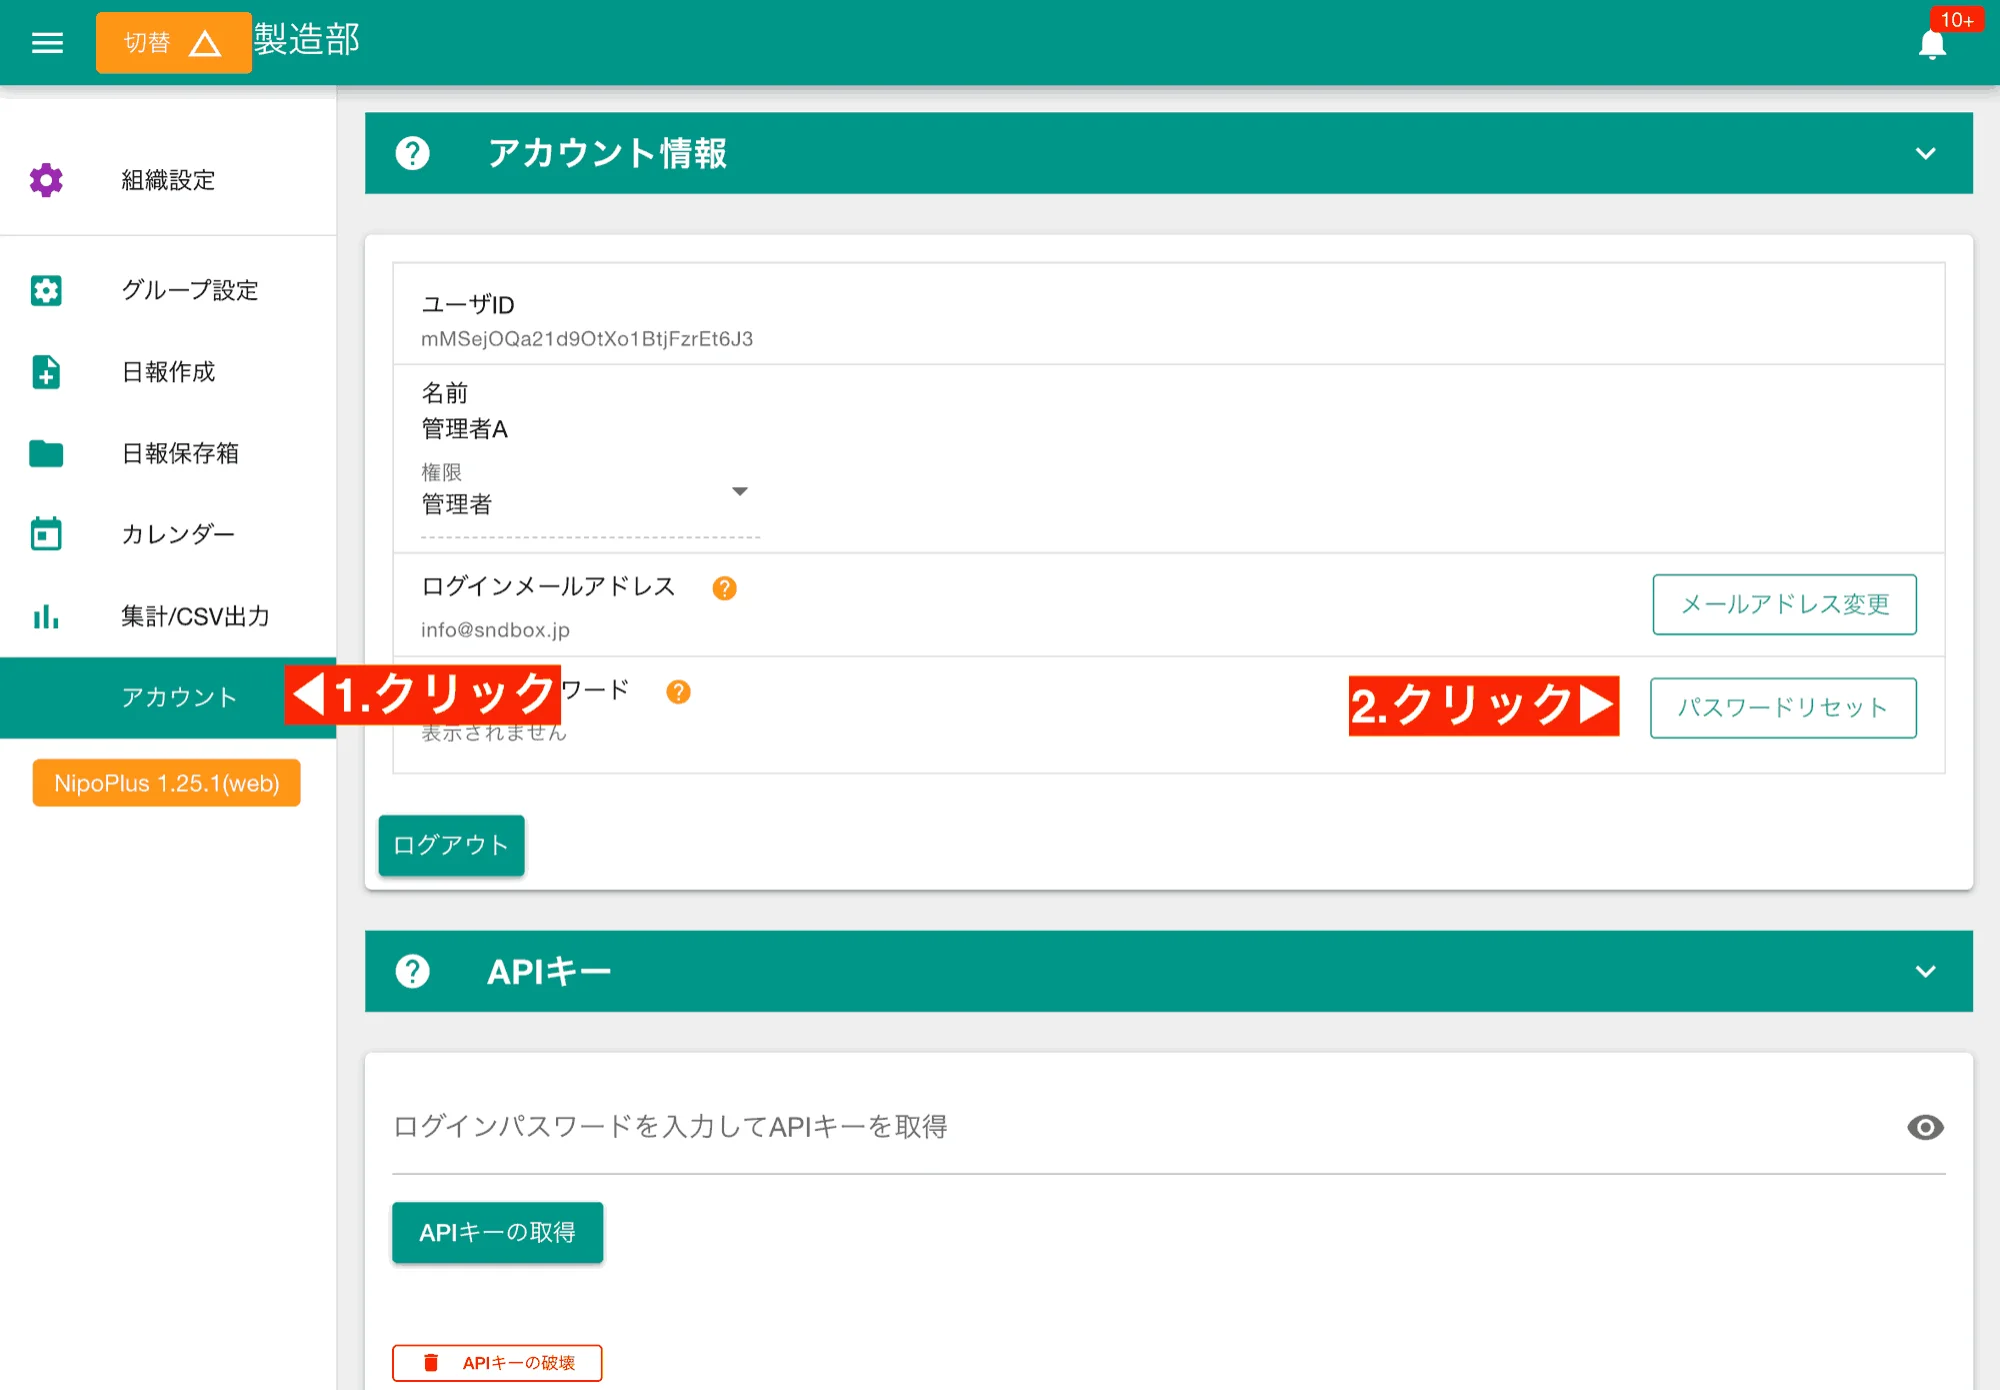 切替 製造部
10+
組織設定
グループ設定
日報作成
日報保存箱
カレンダー
集計/CSV出力
アカウント
NipoPlus 1.25.1(web)
アカウント情報
ユーザID
mMSejOQa21d9OtXo1BtjFzrEt6J3
名前
管理者A
権限
管理者
ログインメールアドレス
info@sndbox.jp
メールアドレス変更
◀1.クリック
ワード
表示されません
2.クリック▶
パスワードリセット
ログアウト
APIキー
ログインパスワードを入力してAPIキーを取得
APIキーの取得
APIキーの破壊